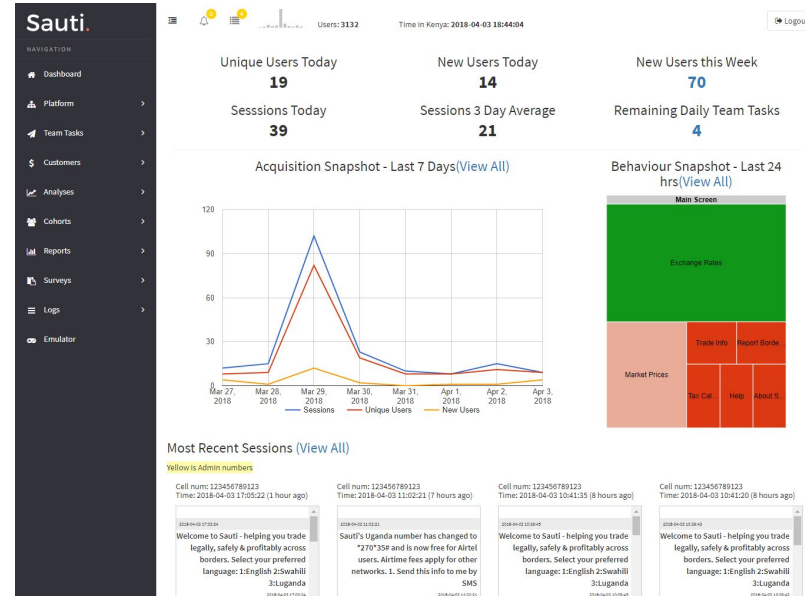 Sauti.
NAVIGATION
Dashboard
Platform
Team Tasks
Customers
Analyses
Cohorts
Reports
Surveys
Logs
Emulator
Users: 3132
Time in Kenya: 2018-04-03 18:44:04
Logou
Unique Users Today
19
New Users Today
14
New Users this Week
70
Sesssions Today
39
Sessions 3 Day Average
21
Remaining Daily Team Tasks
4
Acquisition Snapshot - Last 7 Days(View All)
120
90
60
30
0
Mar 27, 2018
Mar 28, 2018
Mar 29, 2018
Mar 30, 2018
Mar 31, 2018
Apr 1, 2018
Apr 2, 2018
Apr 3, 2018
Sessions
Unique Users
New Users
Behaviour Snapshot - Last 24
hrs(View All)
Main Screen
Exchange Rates
Market Prices
Trade Info
Report Borde...
Tax Cal...
Help
About S...
Most Recent Sessions (View All)
Yellow is Admin numbers
Cell num: 123456789123
Time: 2018-04-03 17:05:22 (1 hour ago)
Welcome to Sauti - helping you trade
legally, safely & profitably across
borders. Select your preferred
language: 1:English 2:Swahili
3:Luganda
Cell num: 123456789123
Time: 2018-04-03 11:02:21 (7 hours ago)
2018-04-03 11:02:21
Sauti's Uganda number has changed to
*270*35# and is now free for Airtel
users. Airtime fees apply for other
networks. 1. Send this info to me by
SMS
Cell num: 123456789123
Time: 2018-04-03 10:41:35 (8 hours ago)
Welcome to Sauti - helping you trade
legally, safely & profitably across
borders. Select your preferred
language: 1:English 2:Swahili
3:Luganda
Cell num: 123456789123
Time: 2018-04-03 10:41:20 (8 hours ago)
Welcome to Sauti - helping you trade
legally, safely & profitably across
borders. Select your preferred
language: 1:English 2:Swahili
3:Luganda